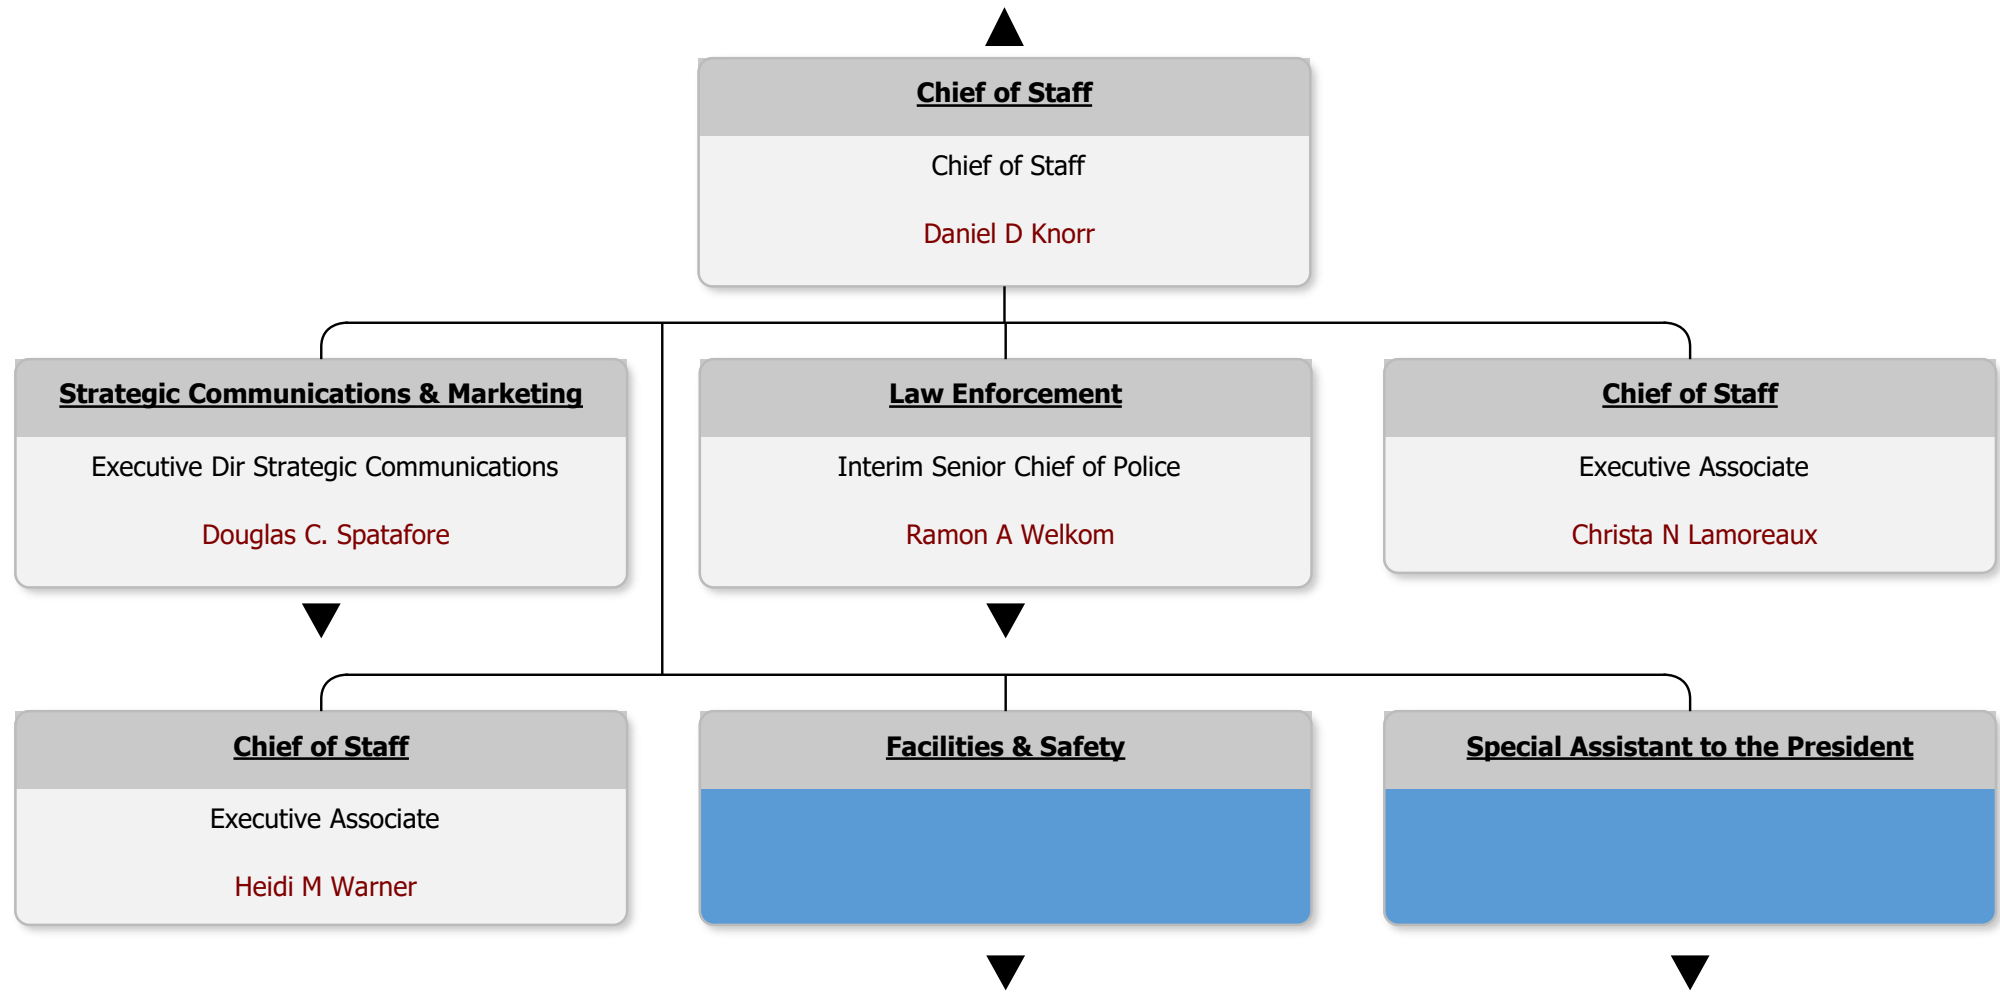 Chief of Staff
Chief of Staff
Daniel D Knorr
Strategic Communications & Marketing
Executive Dir Strategic Communications
Douglas C. Spatafore
Law Enforcement
Interim Senior Chief of Police
Ramon A Welkom
Chief of Staff
Executive Associate
Christa N Lamoreaux
Chief of Staff
Executive Associate
Heidi M Warner
Facilities & Safety
Special Assistant to the President